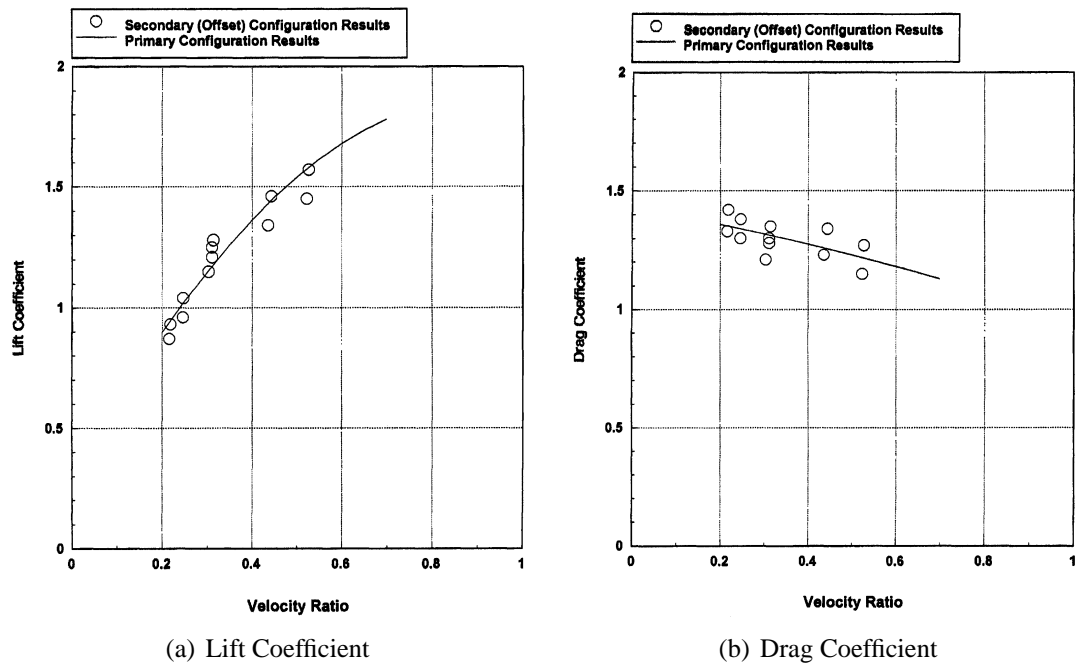 Secondary (Offset) Configuration Results
Primary Configuration Results
2
1.5
1
0.5
0
Lift Coefficient
0
0.2
0.4
0.6
0.8
1
Velocity Ratio
(a) Lift Coefficient
Secondary (Offset) Configuration Results
Primary Configuration Results
2
1.5
1
0.5
0
Drag Coefficient
0
0.2
0.4
0.6
0.8
1
Velocity Ratio
(b) Drag Coefficient